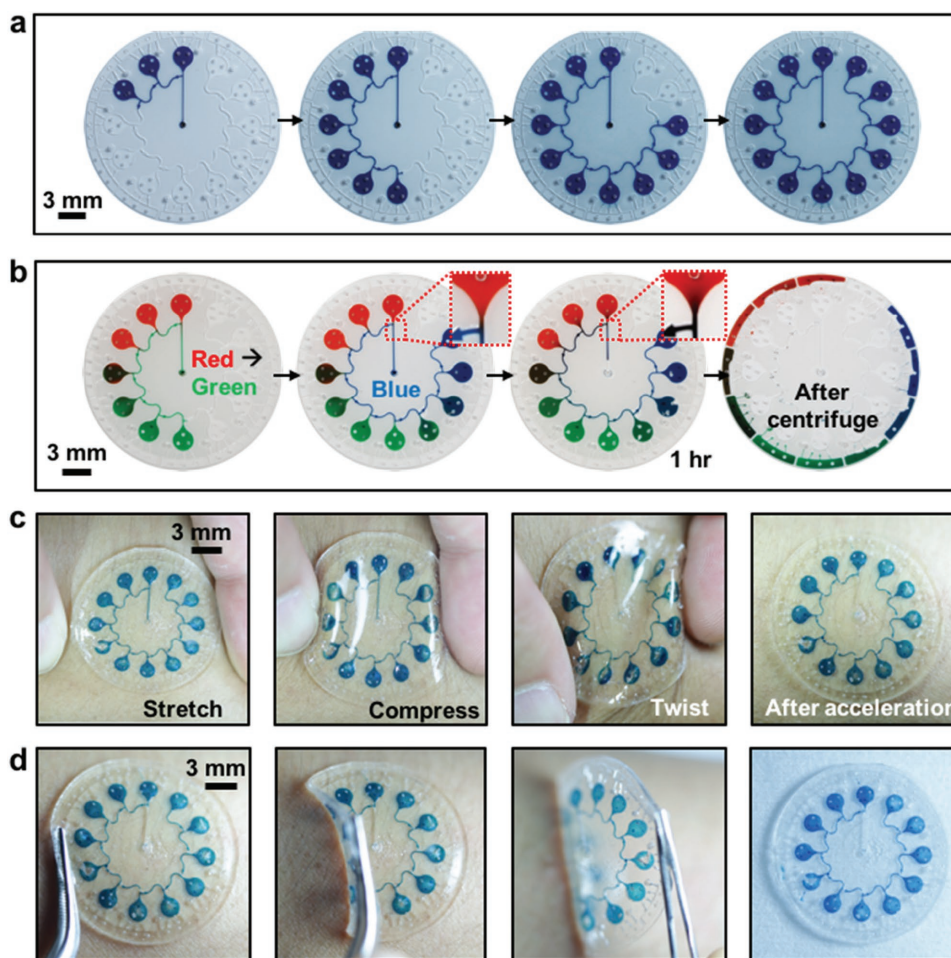 a
3 mm
b
Red
Green
Blue
1 hr
After
centrifuge
3 mm
c
3 mm
Stretch
Compress
Twist
After acceleration
d
3 mm